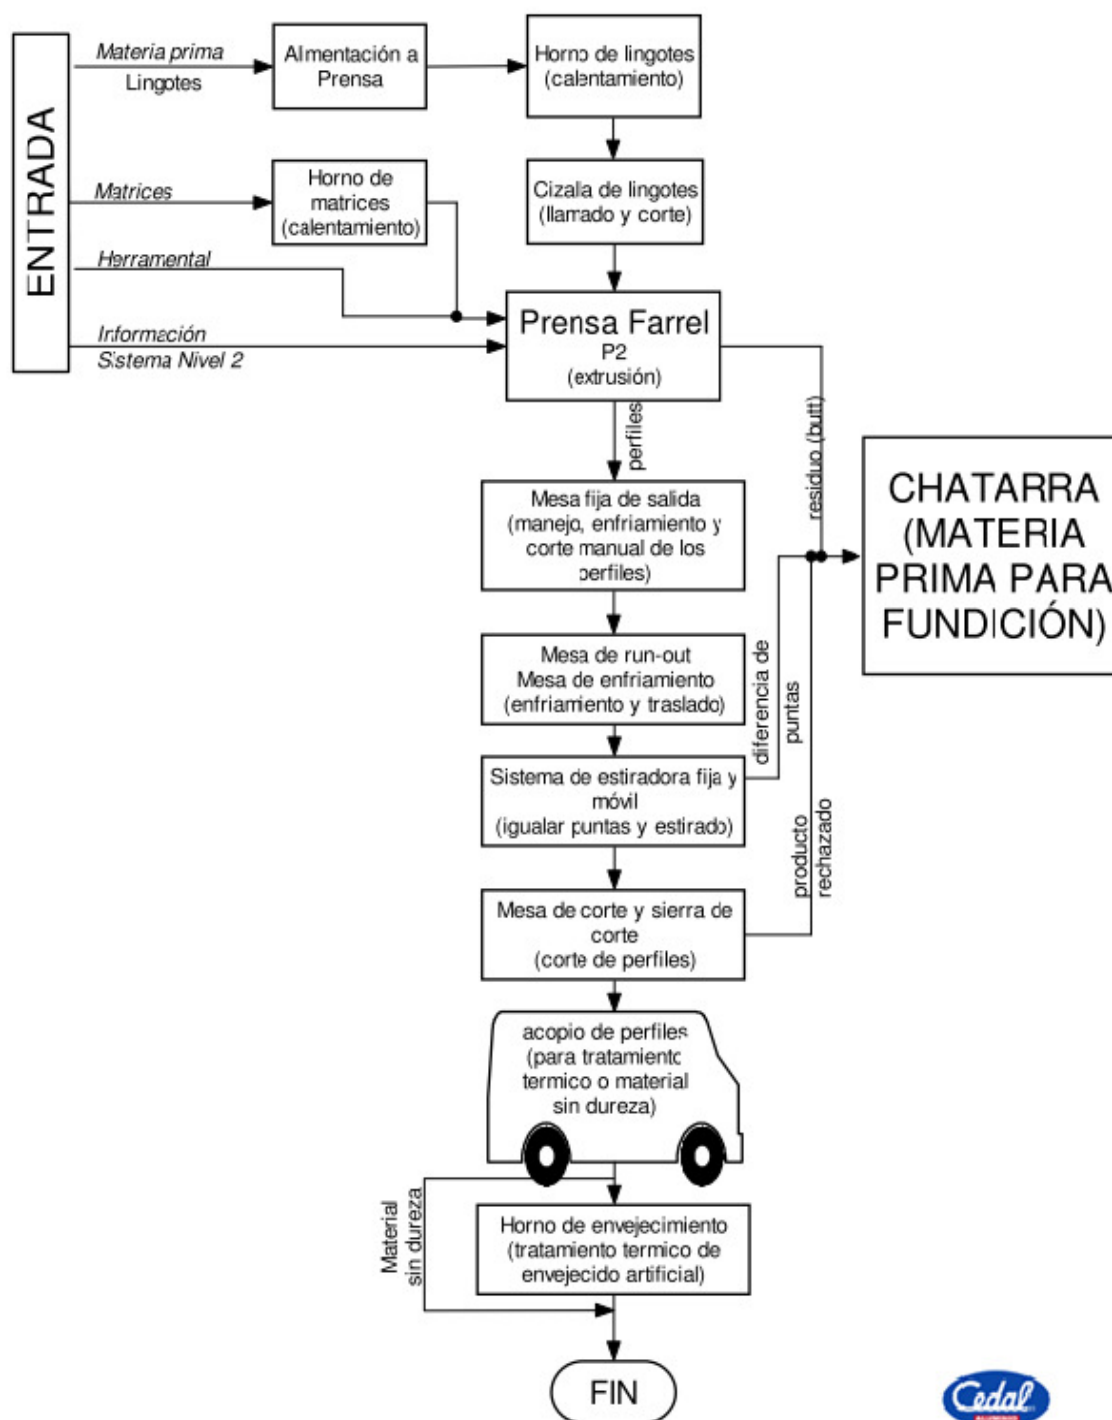 ENTRADA
Materia prima
Lingotes
Alimentación a
Prensa
Horno de lingotes
(calentamiento)
Matrices
Horno de
matrices
(calentamiento)
Cizalla de lingotes
(llamado y corte)
Herramental
Información
Sistema Nivel 2
Prensa Farrel
P2
(extrusión)
perfiles
residuo (butt)
CHATARRA
(MATERIA
PRIMA PARA
FUNDICIÓN)
Mesa fija de salida
(manejo, enfriamiento y
corte manual de los
perfiles)
Mesa de run-out
Mesa de enfriamiento
(enfriamiento y traslado)
diferencia de
puntas
Sistema de estiradora fija y
móvil
(igualar puntas y estirado)
producto
rechazado
Mesa de corte y sierra de
corte
(corte de perfiles)
acopio de perfiles
(para tratamiento
termico o material
sin dureza)
Material
sin dureza
Horno de envejecimiento
(tratamiento termico de
envejecido artificial)
FIN
Cedal
ALUMINIO